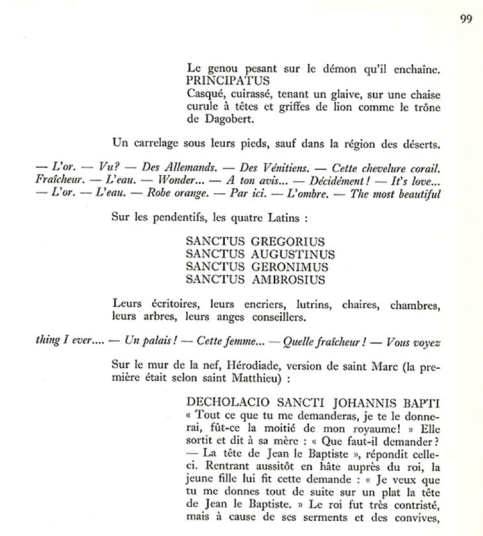 99
Le genou pesant sur le démon qu'il enchaîne.
PRINCIPATUS
Casqué, cuirassé, tenant un glaive, sur une chaise
curule à têtes et griffes de lion comme le trône
de Dagobert.
Un carrelage sous leurs pieds, sauf dans la région des déserts.
— L'or. — Vu? — Des Allemands. — Des Vénitiens. — Cette chevelure corail.
Fraîcheur. — L'eau. — Wonder... — A ton avis... — Décidément! — It's love...
— L'or. — L'eau. — Robe orange. — Par ici. — L'ombre. — The most beautiful
Sur les pendentifs, les quatre Latins :
SANCTUS GREGORIUS
SANCTUS AUGUSTINUS
SANCTUS GERONIMUS
SANCTUS AMBROSIUS
Leurs écritoires, leurs encriers, lutrins, chaires, chambres,
leurs arbres, leurs anges conseillers.
thing I ever.... — Un palais! — Cette femme... — Quelle fraîcheur! — Vous voyez
Sur le mur de la nef, Hérodiade, version de saint Marc (la pre-
mière était selon saint Matthieu) :
DECHOLACIO SANCTI JOHANNIS BAPTI
« Tout ce que tu me demanderas, je te le donne-
rai, fût-ce la moitié de mon royaume! » Elle
sortit et dit à sa mère : « Que faut-il demander?
— La tête de Jean le Baptiste », répondit celle-
ci. Rentrant aussitôt en hâte auprès du roi, la
jeune fille lui fit cette demande : « Je veux que
tu me donnes tout de suite sur un plat la tête
de Jean le Baptiste. » Le roi fut très contristé,
mais à cause de ses serments et des convives,